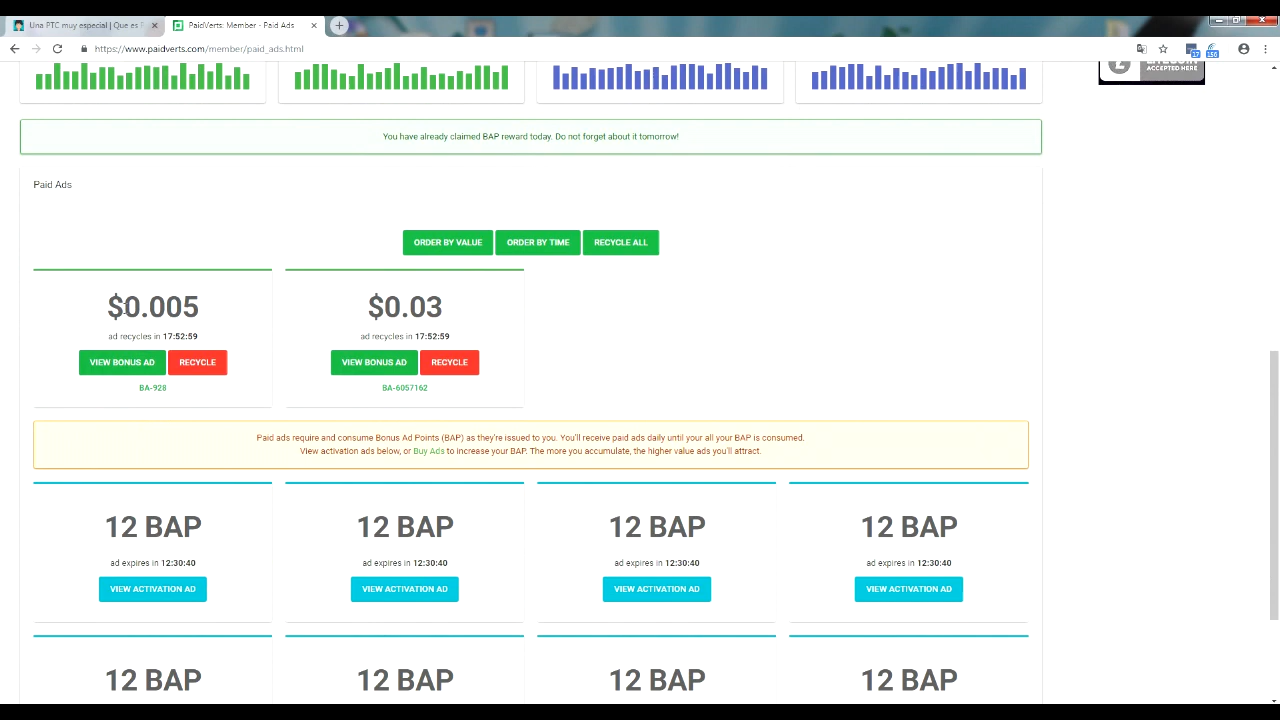 Una PTC muy especial | Que es
PaidVerts: Member - Paid Ads
https://www.paidverts.com/member/paid_ads.html
17
150
ACCEPTED HERE
You have already claimed BAP reward today. Do not forget about it tomorrow!
Paid Ads
ORDER BY VALUE
ORDER BY TIME
RECYCLE ALL
$0.005
$0.03
ad recycles in 17:52:59
ad recycles in 17:52:59
VIEW BONUS AD
RECYCLE
VIEW BONUS AD
RECYCLE
BA-928
BA-6057162
Paid ads require and consume Bonus Ad Points (BAP) as they're issued to you. You'll receive paid ads daily until your all your BAP is consumed.
View activation ads below, or Buy Ads to increase your BAP. The more you accumulate, the higher value ads you'll attract.
12 BAP
12 BAP
12 BAP
12 BAP
ad expires in 12:30:40
ad expires in 12:30:40
ad expires in 12:30:40
ad expires in 12:30:40
VIEW ACTIVATION AD
VIEW ACTIVATION AD
VIEW ACTIVATION AD
VIEW ACTIVATION AD
12 BAP
12 BAP
12 BAP
12 BAP